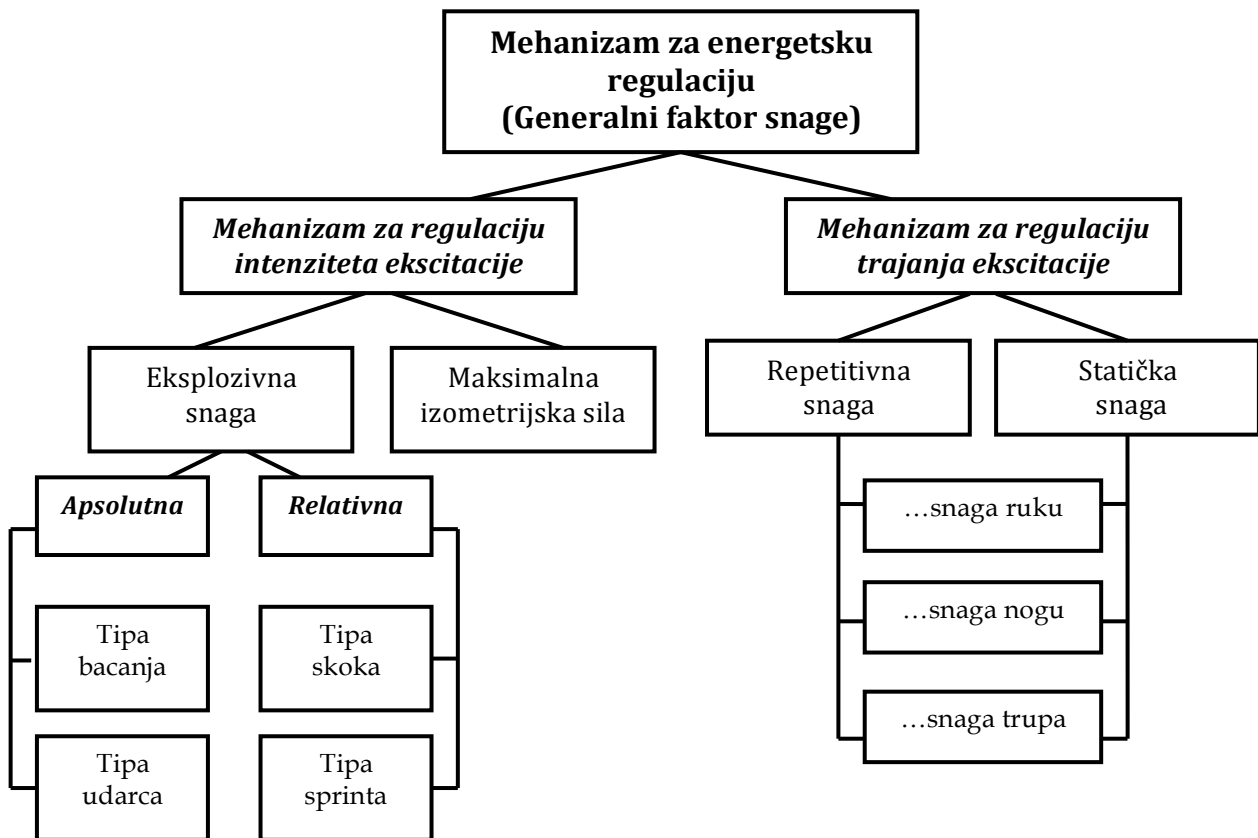 Mehanizam za energetsku
regulaciju
(Generalni faktor snage)
Mehanizam za regulaciju
intenziteta ekscitacije
Mehanizam za regulaciju
trajanja ekscitacije
Eksplozivna
snaga
Maksimalna
izometrijska sila
Repetitivna
snaga
Statička
snaga
Apsolutna
Relativna
Tipa
bacanja
Tipa
skoka
Tipa
udarca
Tipa
sprinta
…snaga ruku
…snaga nogu
…snaga trupa